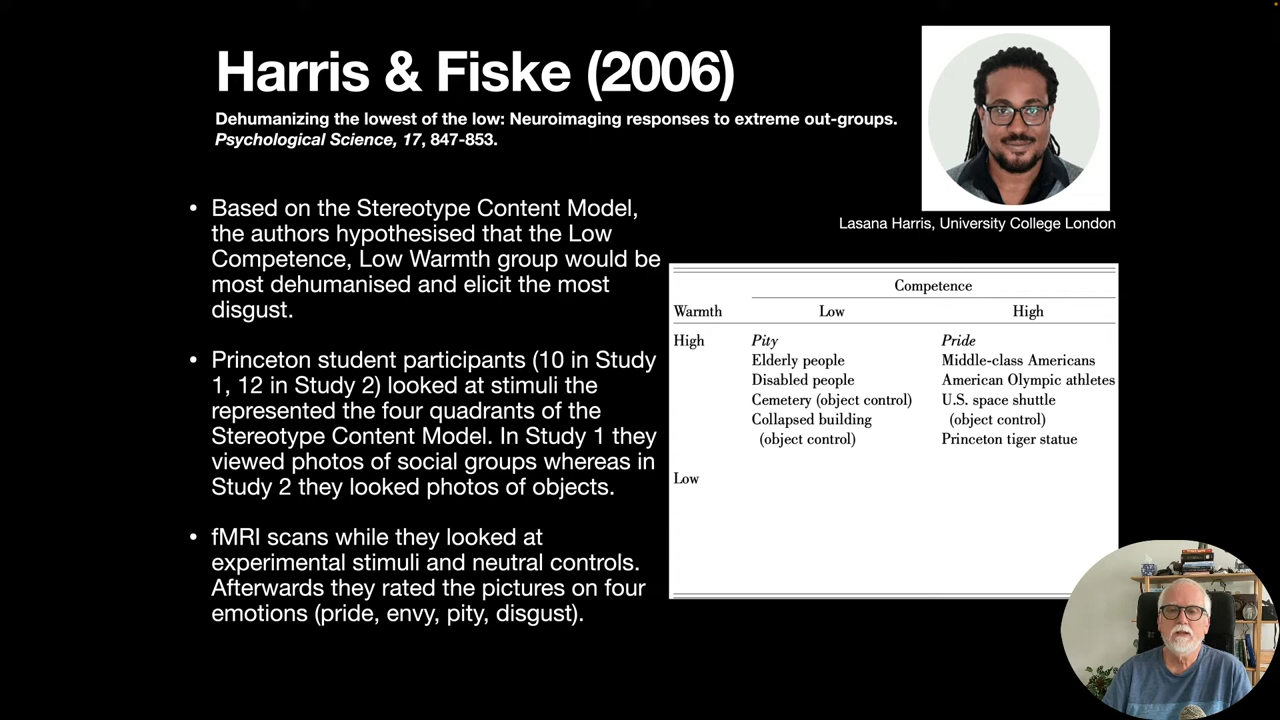 Harris & Fiske (2006)
Dehumanizing the lowest of the low: Neuroimaging responses to extreme out-groups.
Psychological Science, 17, 847-853.
Lasana Harris, University College London
• Based on the Stereotype Content Model,
the authors hypothesised that the Low
Competence, Low Warmth group would be
most dehumanised and elicit the most
disgust.
• Princeton student participants (10 in Study
1, 12 in Study 2) looked at stimuli the
represented the four quadrants of the
Stereotype Content Model. In Study 1 they
viewed photos of social groups whereas in
Study 2 they looked photos of objects.
• fMRI scans while they looked at
experimental stimuli and neutral controls.
Afterwards they rated the pictures on four
emotions (pride, envy, pity, disgust).
Competence
Warmth Low High
High Pity Pride
Elderly people Middle-class Americans
Disabled people American Olympic athletes
Cemetery (object control) U.S. space shuttle
Collapsed building (object control)
(object control) Princeton tiger statue
Low